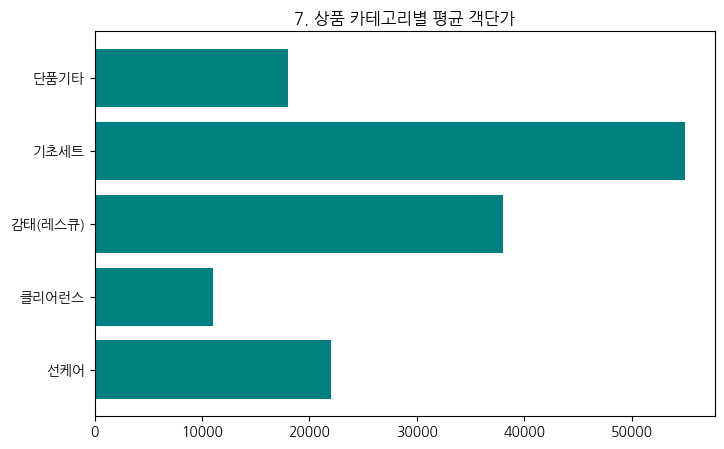 7. 상품 카테고리별 평균 객단가
단품기타
기초세트
감태(레스큐)
클리어런스
선케어
0 10000 20000 30000 40000 50000